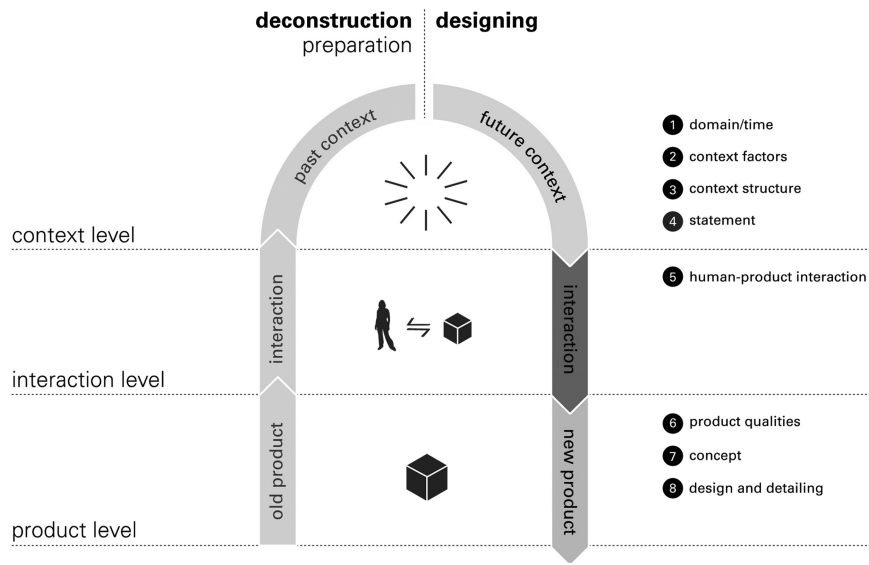 deconstruction
preparation
designing
past context
future context
1 domain/time
2 context factors
3 context structure
4 statement
context level
interaction
interaction
5 human-product interaction
interaction level
old product
new product
6 product qualities
7 concept
8 design and detailing
product level